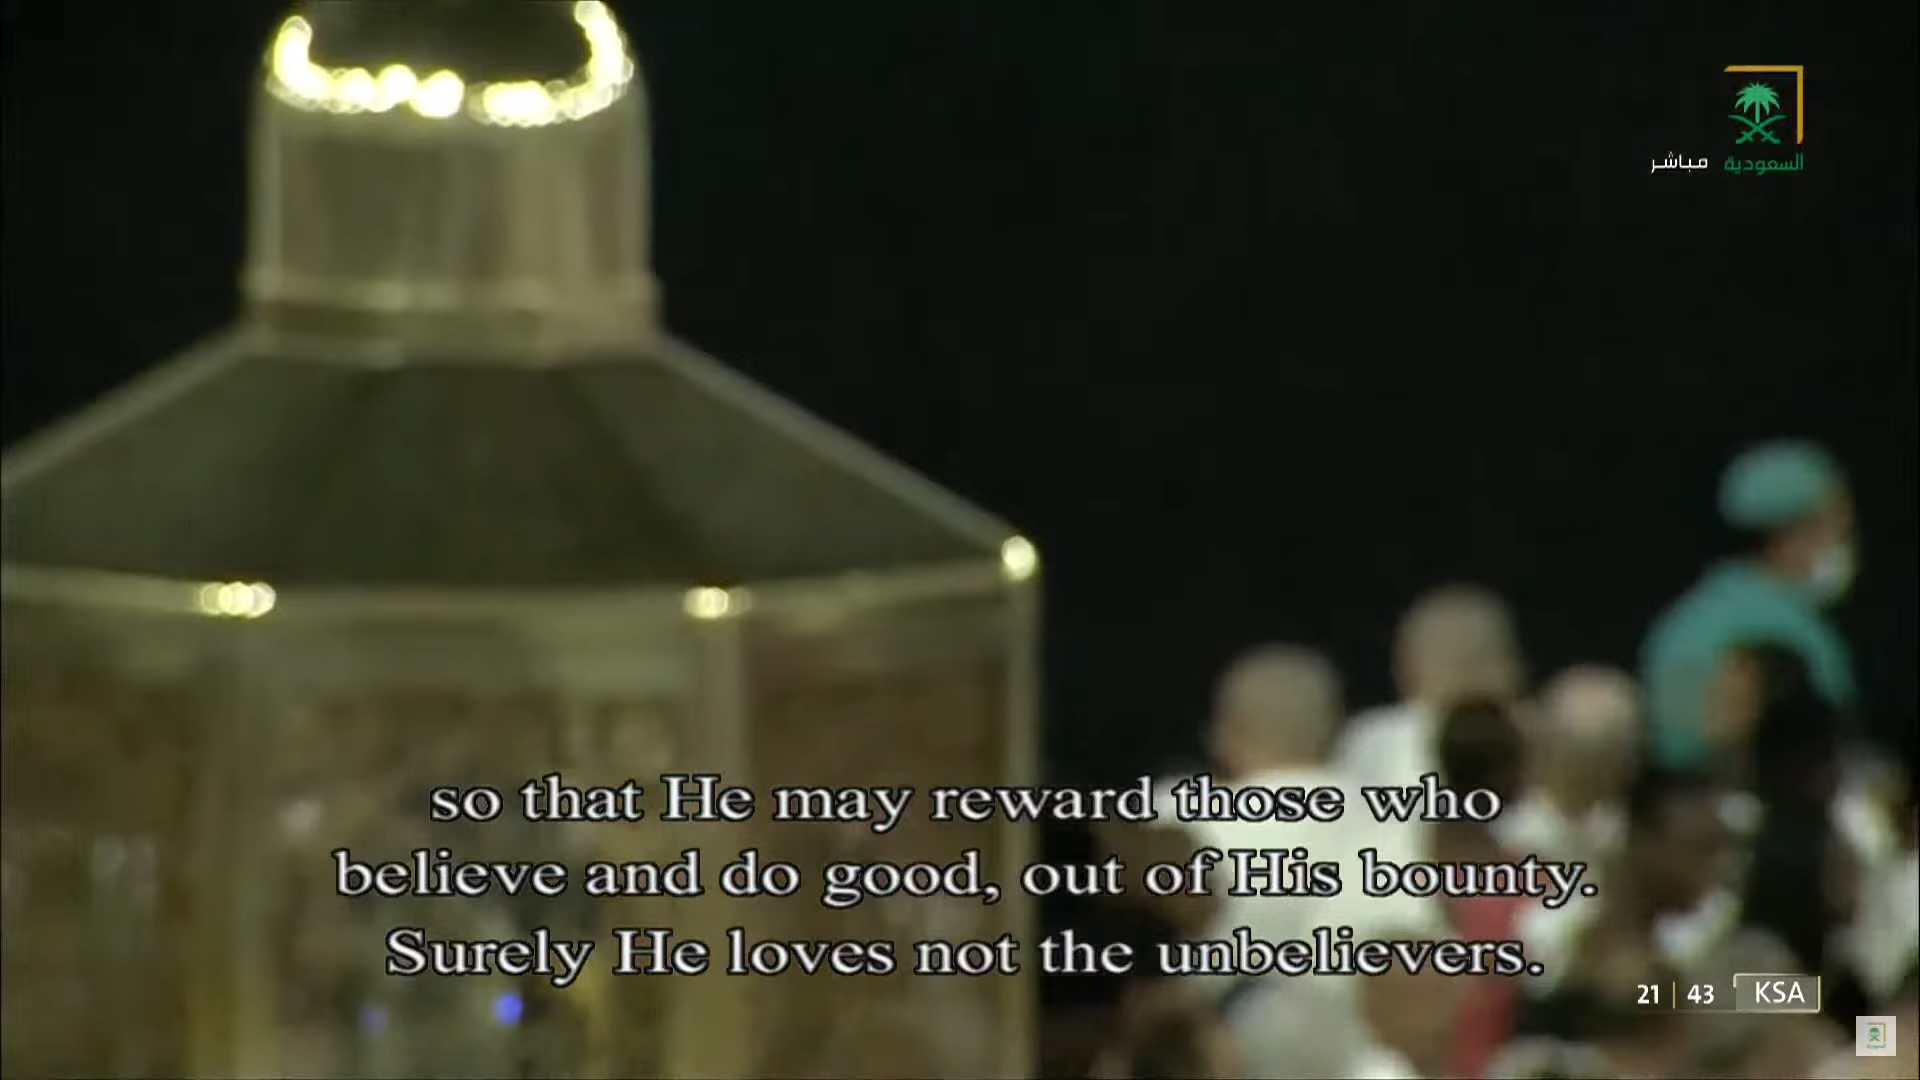 السعودية
مباشر
so that He may reward those who
believe and do good, out of His bounty.
Surely He loves not the unbelievers.
21 | 43 KSA